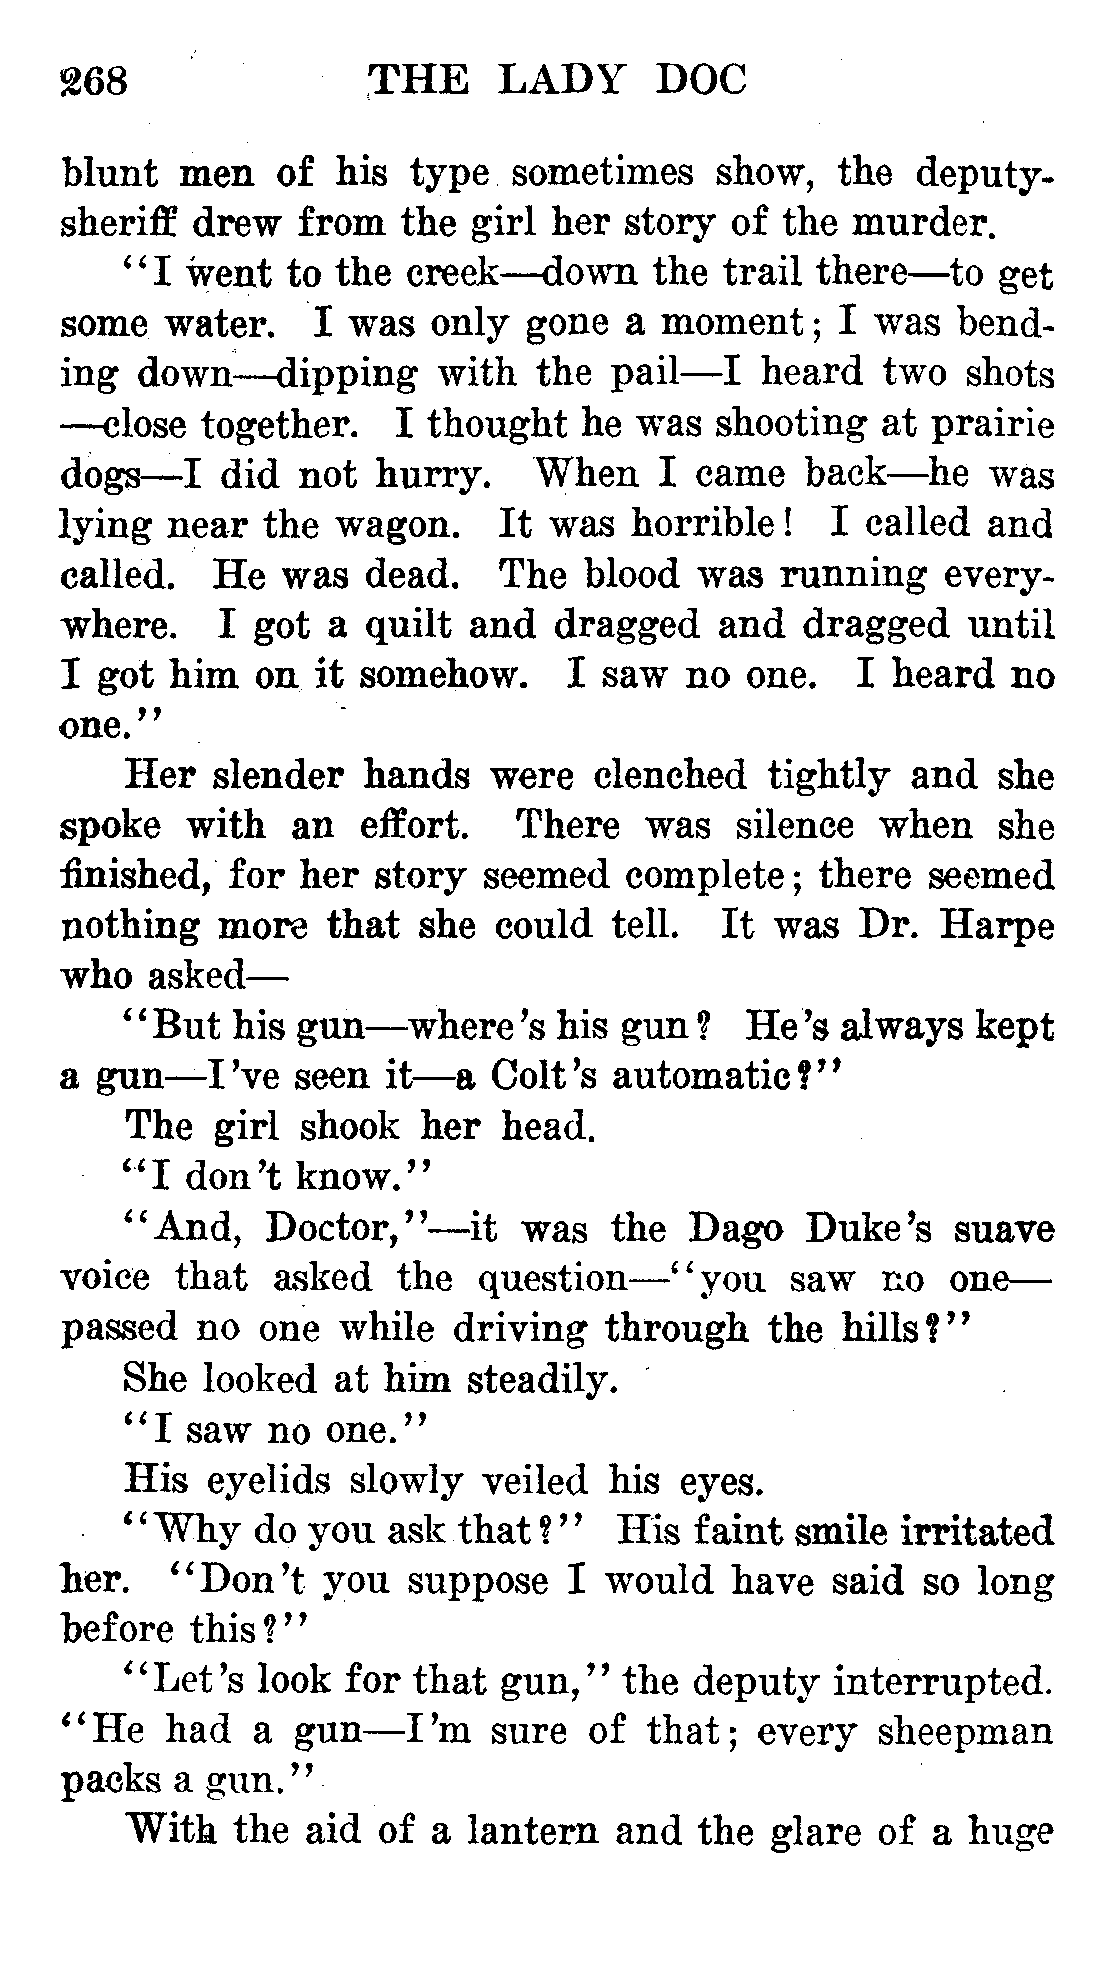 268 THE LADY DOC
blunt men of his type sometimes show, the deputy-
sheriff drew from the girl her story of the murder.
“I went to the creek—down the trail there—to get
some water. I was only gone a moment; I was bend-
ing down—dipping with the pail—I heard two shots
—close together. I thought he was shooting at prairie
dogs—I did not hurry. When I came back—he was
lying near the wagon. It was horrible! I called and
called. He was dead. The blood was running every-
where. I got a quilt and dragged and dragged until
I got him on it somehow. I saw no one. I heard no
one.”
Her slender hands were clenched tightly and she
spoke with an effort. There was silence when she
finished, for her story seemed complete; there seemed
nothing more that she could tell. It was Dr. Harpe
who asked—
“But his gun—where’s his gun? He’s always kept
a gun—I’ve seen it—a Colt’s automatic?”
The girl shook her head.
“I don’t know.”
“And, Doctor,”—it was the Dago Duke’s suave
voice that asked the question—“you saw no one—
passed no one while driving through the hills?”
She looked at him steadily.
“I saw no one.”
His eyelids slowly veiled his eyes.
“Why do you ask that?” His faint smile irritated
her. “Don’t you suppose I would have said so long
before this?”
“Let’s look for that gun,” the deputy interrupted.
“He had a gun—I’m sure of that; every sheepman
packs a gun.”
With the aid of a lantern and the glare of a huge